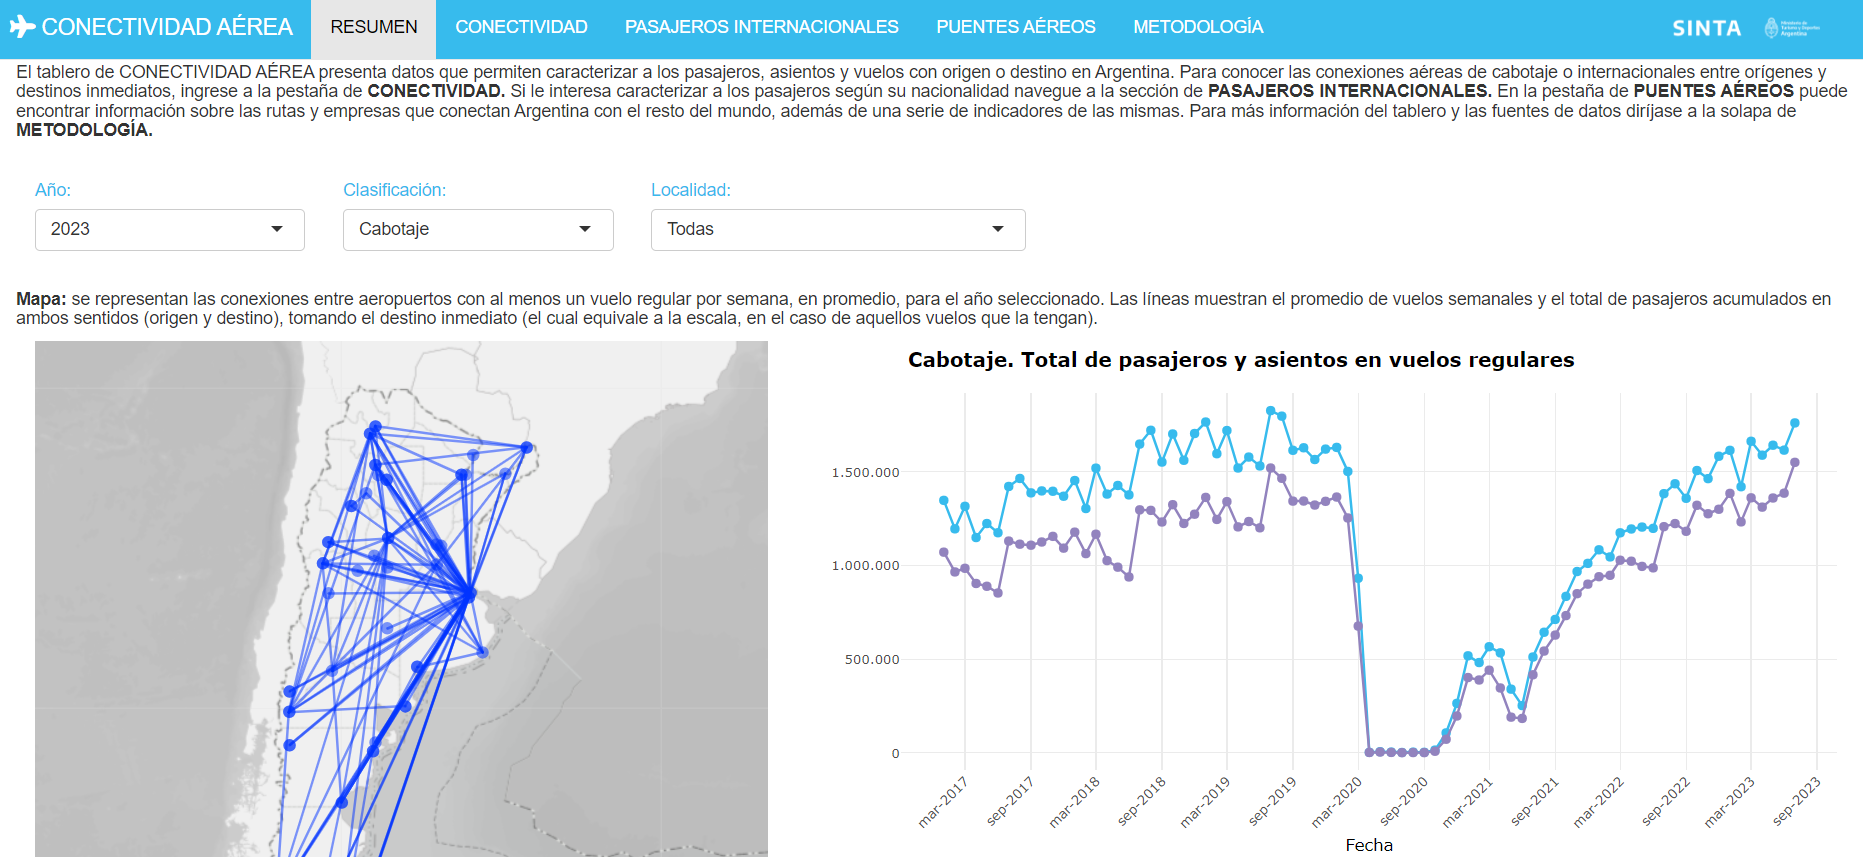 CONECTIVIDAD AÉREA
RESUMEN
CONECTIVIDAD
PASAJEROS INTERNACIONALES
PUENTES AÉREOS
METODOLOGÍA
SINTA
Ministerio de
Turismo y Deportes
Argentina
El tablero de CONECTIVIDAD AÉREA presenta datos que permiten caracterizar a los pasajeros, asientos y vuelos con origen o destino en Argentina. Para conocer las conexiones aéreas de cabotaje o internacionales entre orígenes y
destinos inmediatos, ingrese a la pestaña de CONECTIVIDAD. Si le interesa caracterizar a los pasajeros según su nacionalidad navegue a la sección de PASAJEROS INTERNACIONALES. En la pestaña de PUENTES AÉREOS puede
encontrar información sobre las rutas y empresas que conectan Argentina con el resto del mundo, además de una serie de indicadores de las mismas. Para más información del tablero y las fuentes de datos diríjase a la solapa de
METODOLOGÍA.
Año:
Clasificación:
Localidad:
2023
Cabotaje
Todas
Mapa: se representan las conexiones entre aeropuertos con al menos un vuelo regular por semana, en promedio, para el año seleccionado. Las líneas muestran el promedio de vuelos semanales y el total de pasajeros acumulados en
ambos sentidos (origen y destino), tomando el destino inmediato (el cual equivale a la escala, en el caso de aquellos vuelos que la tengan).
Cabotaje. Total de pasajeros y asientos en vuelos regulares
1.500.000
1.000.000
500.000
0
mar-2017
sep-2017
mar-2018
sep-2018
mar-2019
sep-2019
mar-2020
sep-2020
mar-2021
sep-2021
mar-2022
sep-2022
mar-2023
sep-2023
Fecha